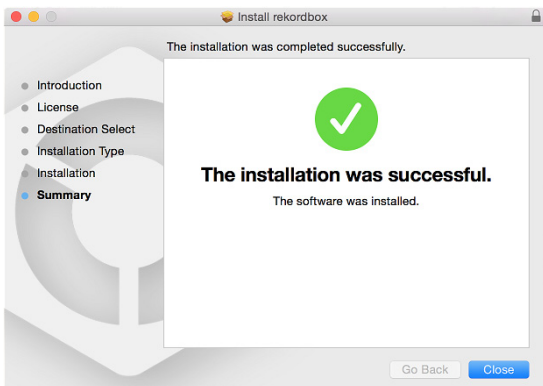 Install rekordbox
The installation was completed successfully.
Introduction
License
Destination Select
Installation Type
Installation
Summary
The installation was successful.
The software was installed.
Go Back
Close